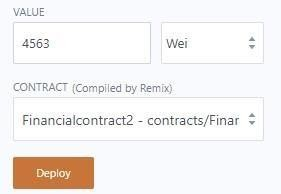 VALUE
4563 Wei
CONTRACT (Compiled by Remix)
Financialcontract2 - contracts/Finar
Deploy